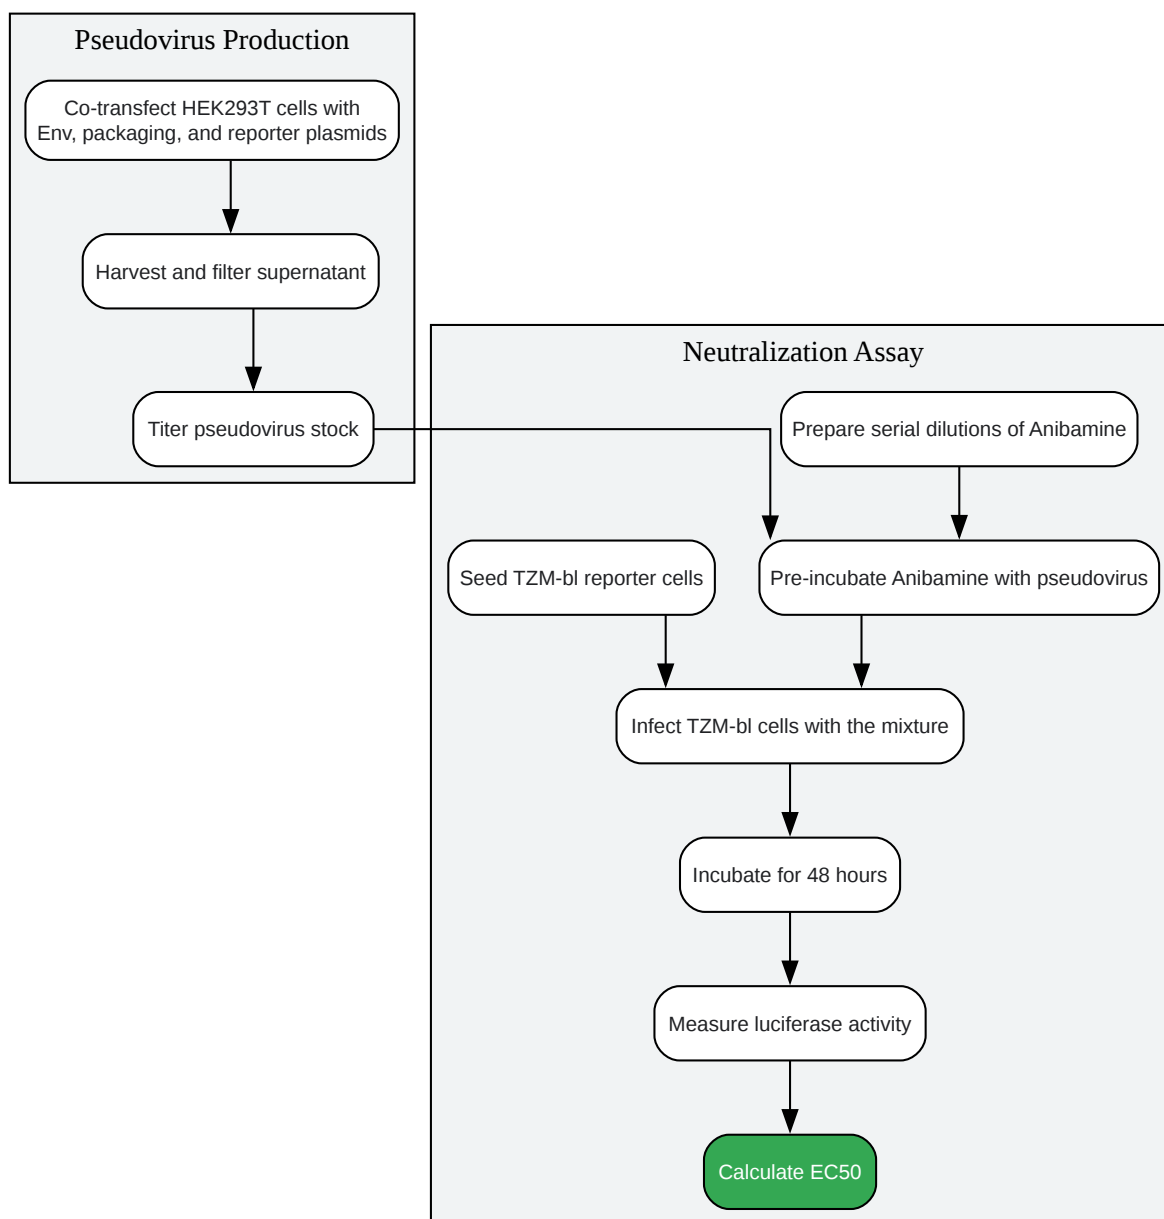 Pseudovirus Production
Co-transfect HEK293T cells with
Env, packaging, and reporter plasmids
Harvest and filter supernatant
Titer pseudovirus stock
Neutralization Assay
Prepare serial dilutions of Anibamine
Seed TZM-bl reporter cells
Pre-incubate Anibamine with pseudovirus
Infect TZM-bl cells with the mixture
Incubate for 48 hours
Measure luciferase activity
Calculate EC50